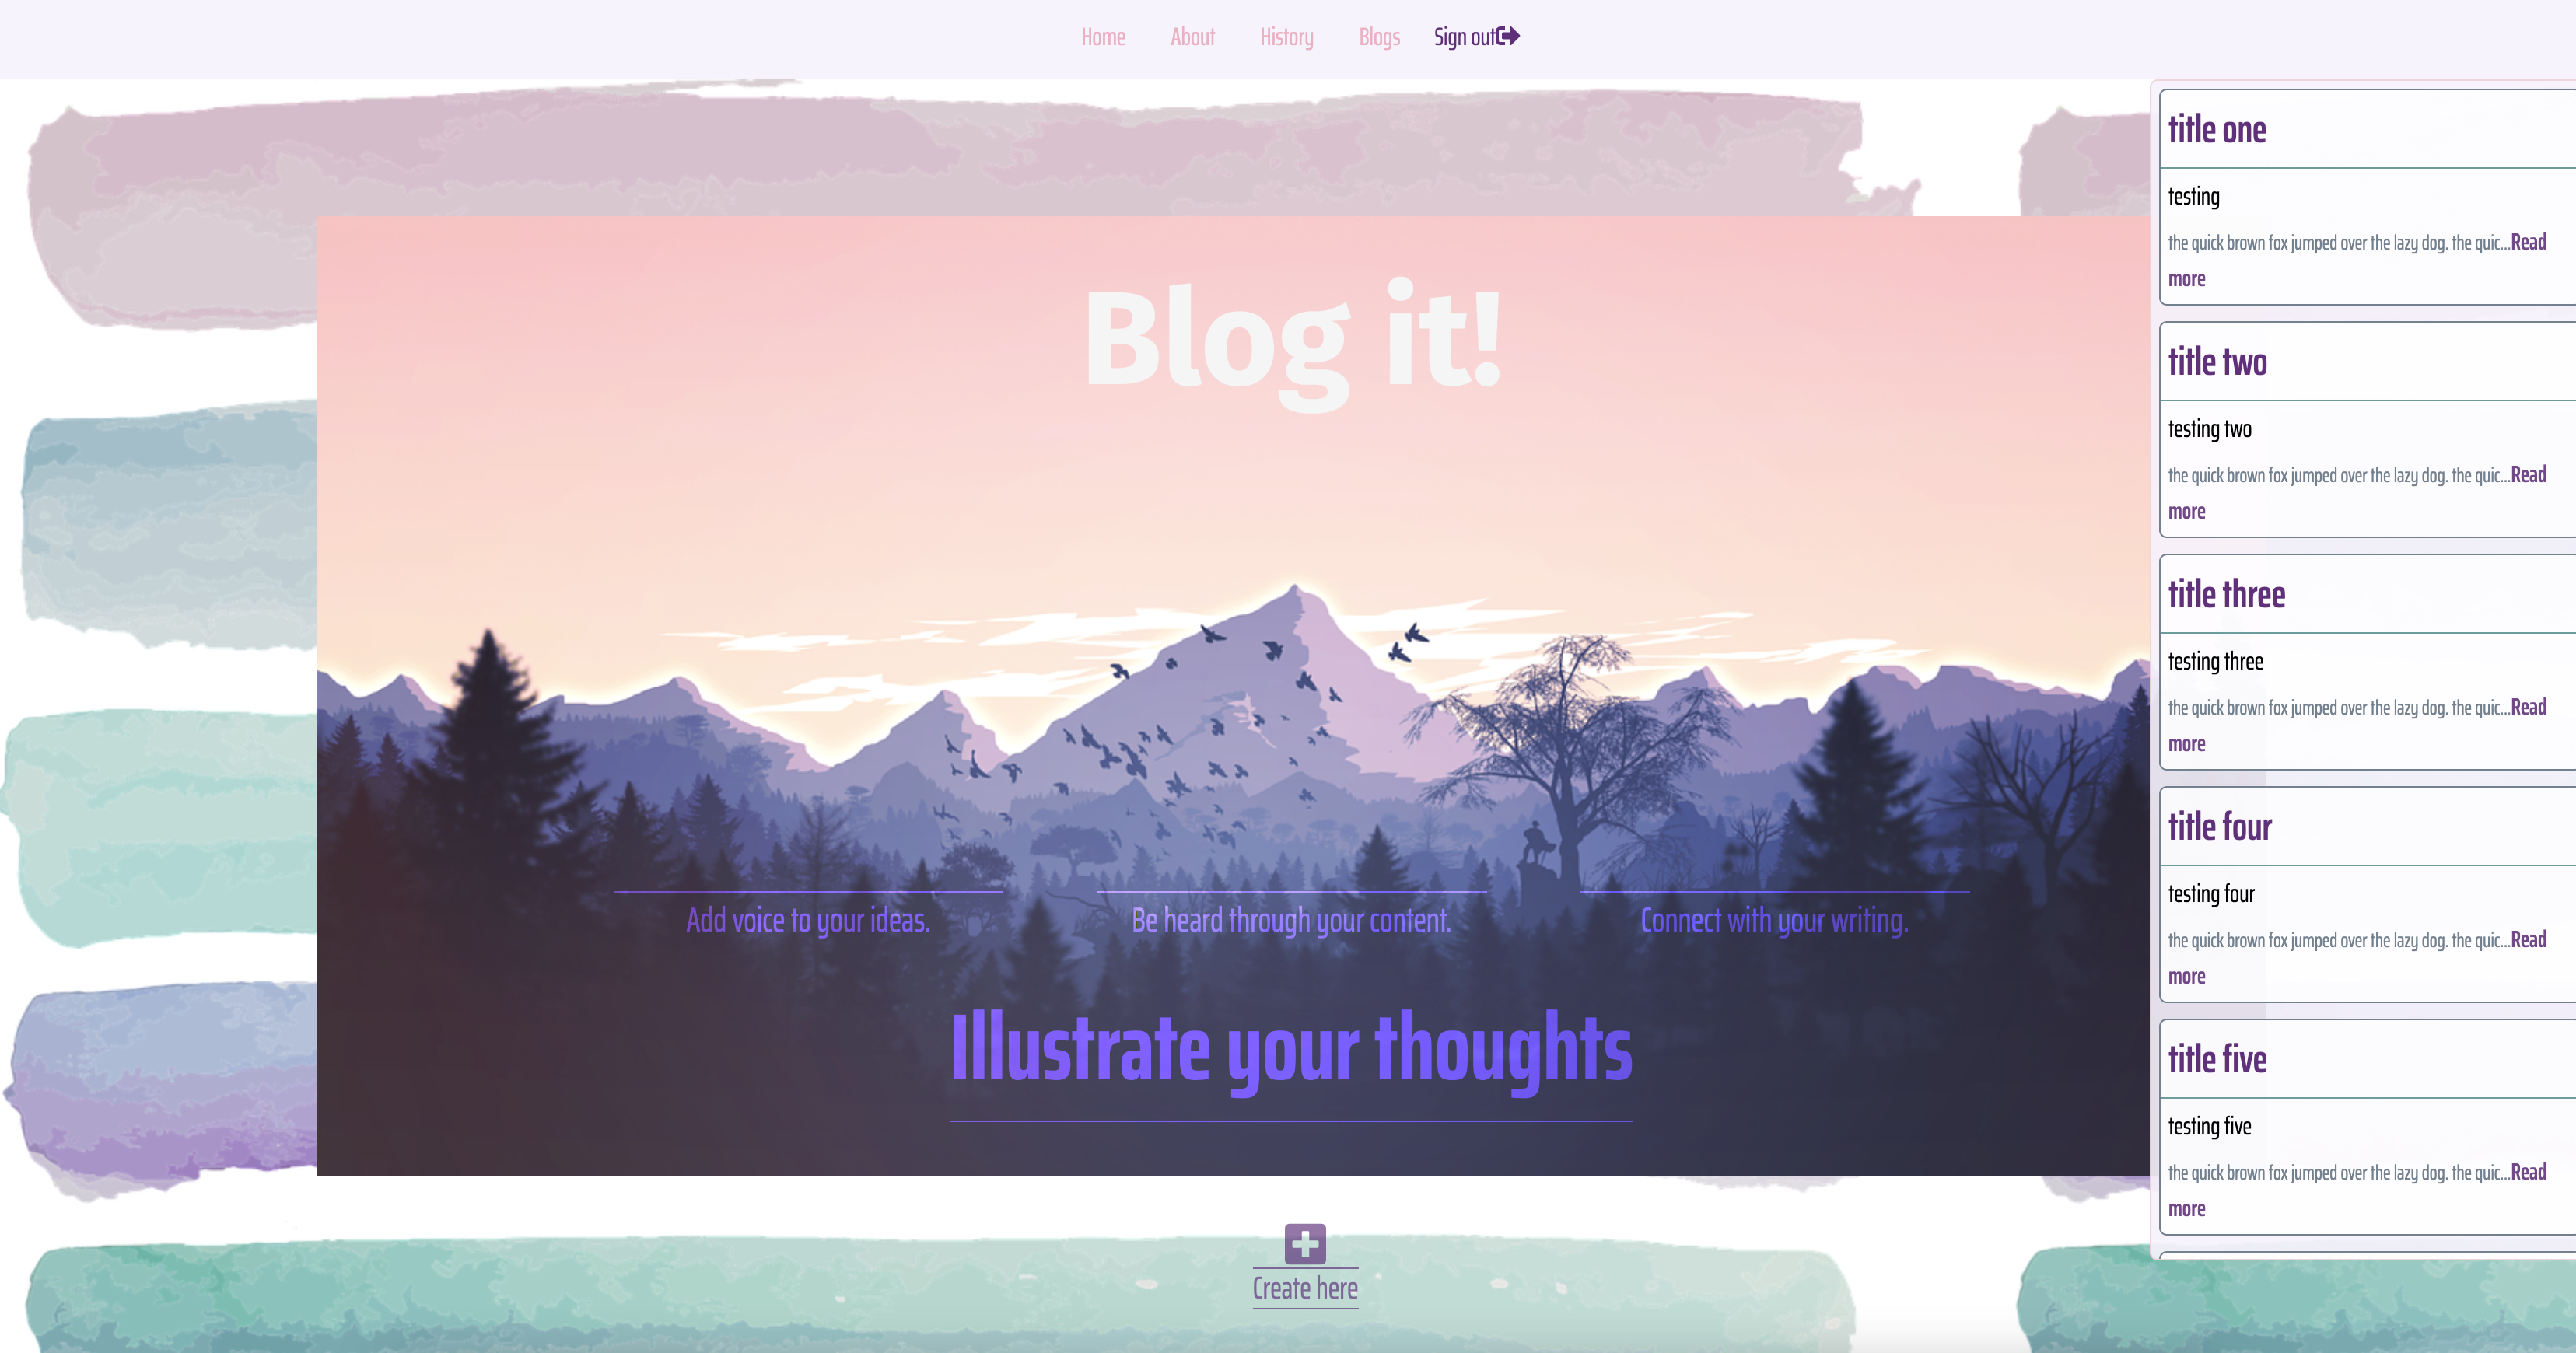 Home About History Blogs Sign out
Blog it!
Add voice to your ideas. Be heard through your content. Connect with your writing.
Illustrate your thoughts
Create here
title one
testing
the quick brown fox jumped over the lazy dog. the quic...Read
more
title two
testing two
the quick brown fox jumped over the lazy dog. the quic...Read
more
title three
testing three
the quick brown fox jumped over the lazy dog. the quic...Read
more
title four
testing four
the quick brown fox jumped over the lazy dog. the quic...Read
more
title five
testing five
the quick brown fox jumped over the lazy dog. the quic...Read
more